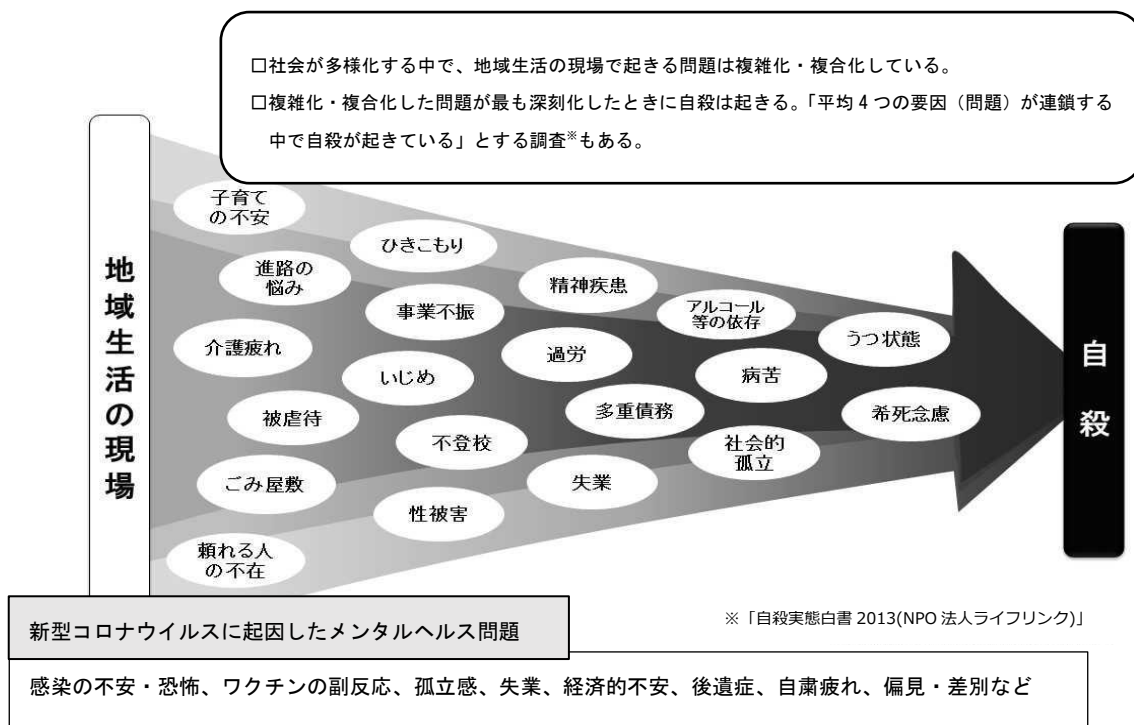 □社会が多様化する中で、地域生活の現場で起きる問題は複雑化・複合化している。
□複雑化・複合化した問題が最も深刻化したときに自殺は起きる。「平均4つの要因（問題）が連鎖する
中で自殺が起きている」とする調査※もある。
地域生活の現場
子育て
の不安
進路の
悩み
介護疲れ
被虐待
ごみ屋敷
頼れる人
の不在
ひきこもり
事業不振
いじめ
不登校
性被害
精神疾患
過労
多重債務
失業
アルコール
等の依存
病苦
社会的
孤立
うつ状態
希死念慮
自殺
※「自殺実態白書 2013(NPO 法人ライフリンク)」
新型コロナウイルスに起因したメンタルヘルス問題
感染の不安・恐怖、ワクチンの副反応、孤立感、失業、経済的不安、後遺症、自粛疲れ、偏見・差別など